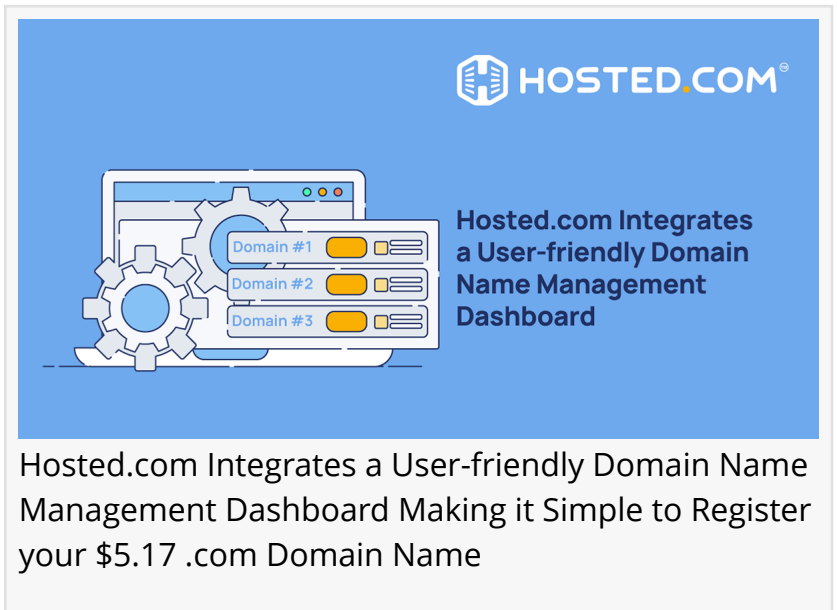 HOSTED.COM
Hosted.com Integrates
a User-friendly Domain
Name Management
Dashboard
Domain #1
Domain #2
Domain #3
Hosted.com Integrates a User-friendly Domain Name
Management Dashboard Making it Simple to Register
your $5.17 .com Domain Name